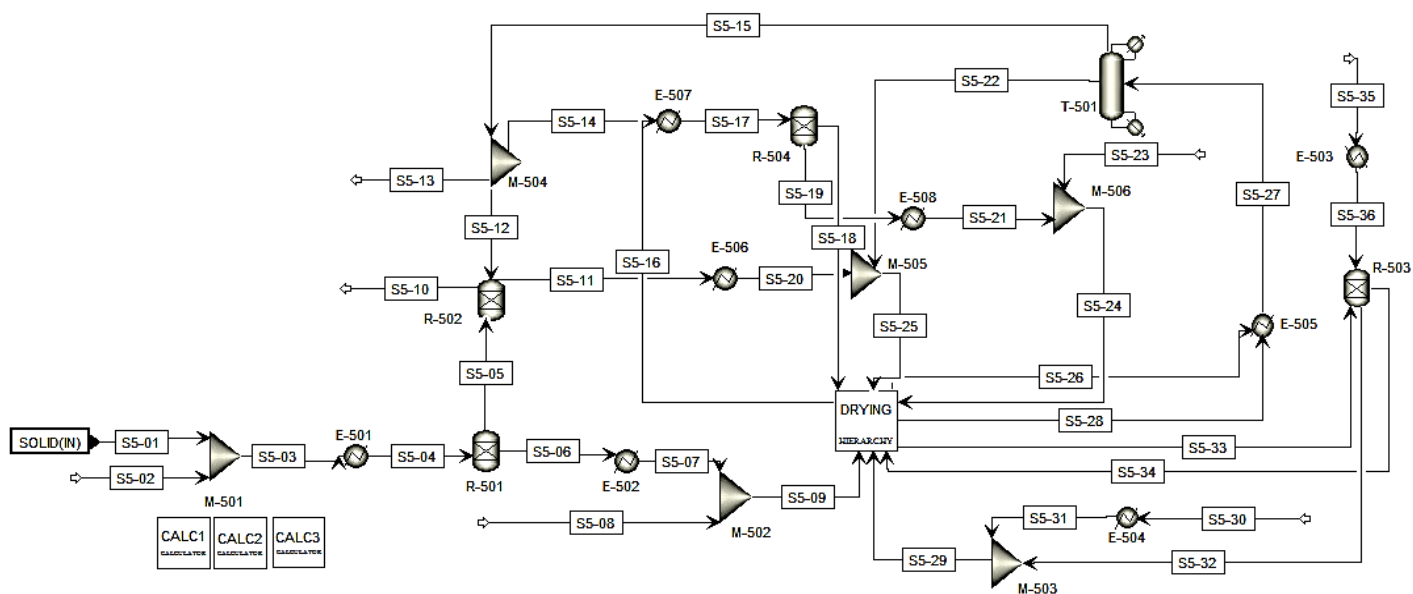 S5-15
S5-22
T-501
S5-35
E-507
S5-14
S5-17
R-504
S5-23
E-503
M-506
S5-13
M-504
S5-19
E-508
S5-27
S5-12
S5-21
S5-36
S5-18
E-506
S5-16
M-505
S5-10
S5-11
S5-20
R-503
R-502
S5-24
S5-25
E-505
S5-05
S5-26
DRYING
HIERARCHY
S5-28
SOLID(IN)
S5-01
E-501
S5-03
S5-04
S5-06
S5-33
S5-07
S5-34
S5-02
R-501
E-502
M-501
S5-09
S5-08
M-502
S5-31
S5-30
E-504
CALC1
CALCULATOR
CALC2
CALCULATOR
CALC3
CALCULATOR
S5-29
S5-32
M-503